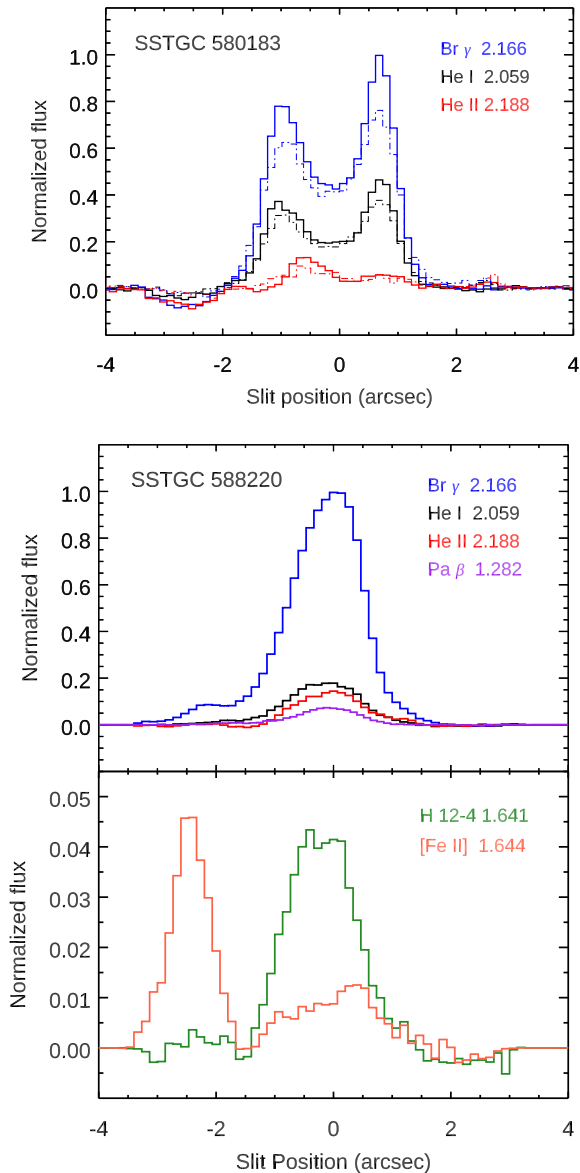 SSTGC 580183
Br γ 2.166
He I 2.059
He II 2.188
1.0
0.8
0.6
0.4
0.2
0.0
Normalized flux
-4 -2 0 2 4
Slit position (arcsec)
SSTGC 588220
Br γ 2.166
He I 2.059
He II 2.188
Pa β 1.282
1.0
0.8
0.6
0.4
0.2
0.0
Normalized flux
H 12-4 1.641
[Fe II] 1.644
0.05
0.04
0.03
0.02
0.01
0.00
Normalized flux
-4 -2 0 2 4
Slit Position (arcsec)